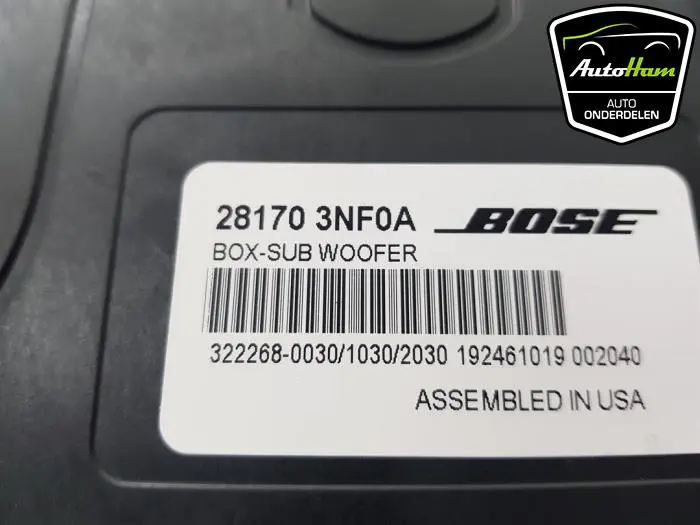 AutoHam
AUTO
ONDERDELEN
28170 3NF0A BOSE
BOX-SUB WOOFER
322268-0030/1030/2030 192461019 002040
ASSEMBLED IN USA